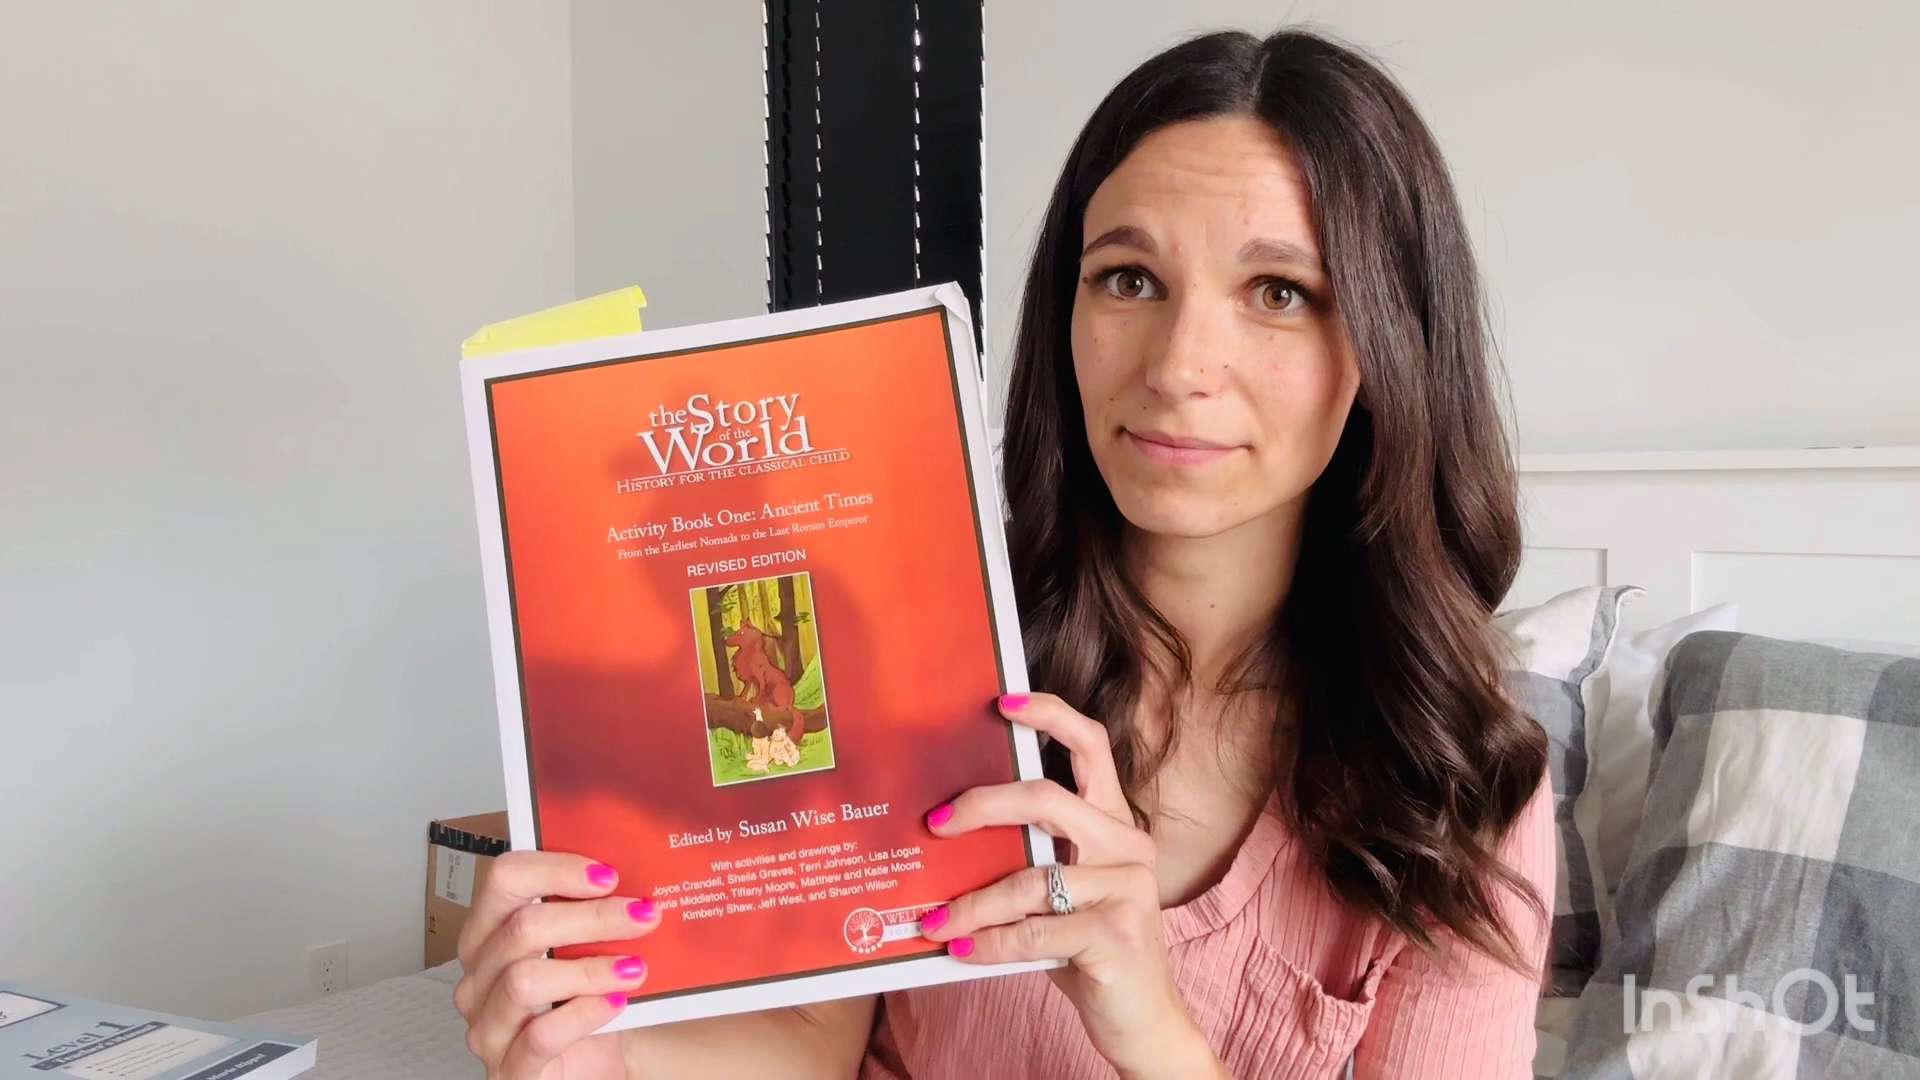 the Story
of the
World
HISTORY FOR THE CLASSICAL CHILD
Activity Book One: Ancient Times
From the Earliest Nomads to the Last Roman Emperor
REVISED EDITION
Edited by Susan Wise Bauer
With activities and drawings by:
Joyce Crandell, Sheila Graves, Terri Johnson, Lisa Logue,
Middleton, Tiffany Moore, Matthew and Katie Moore,
Kimberly Shaw, Jeff West, and Sharon Wilson
Level 1
InShOt